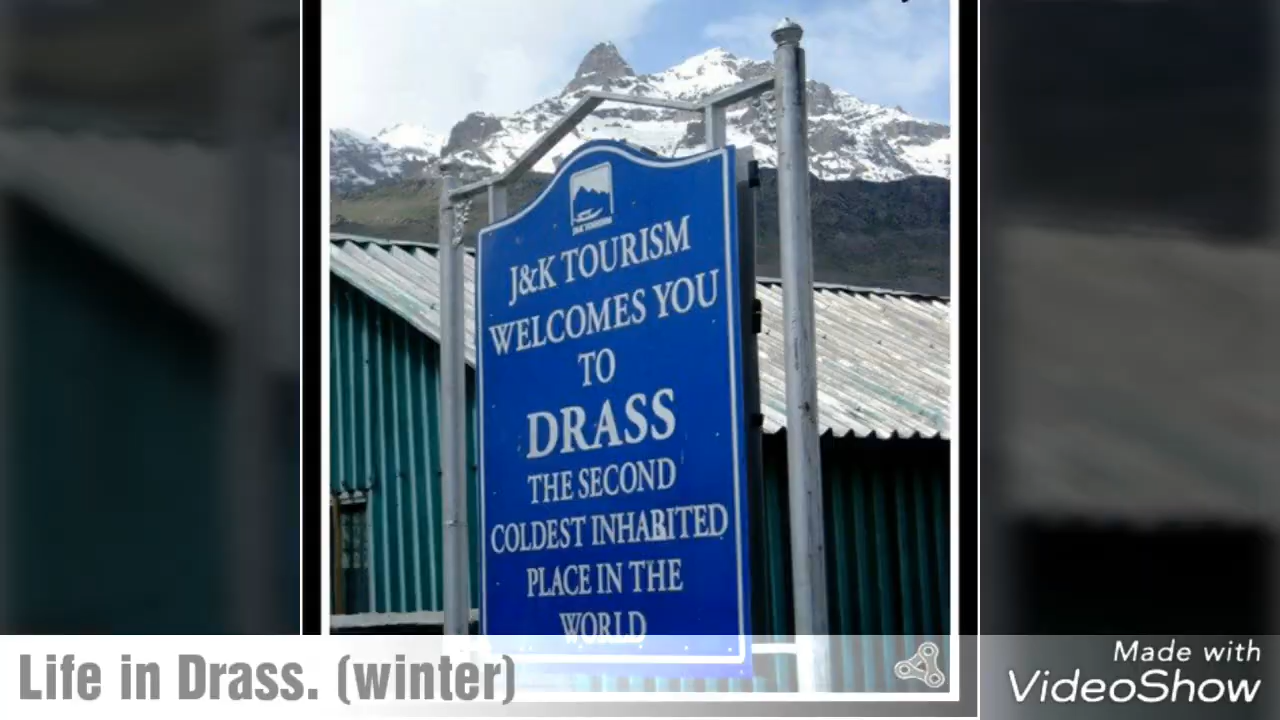 J&K TOURISM
J&K TOURISM
WELCOMES YOU
TO
DRASS
THE SECOND
COLDEST INHABITED
PLACE IN THE
WORLD
Life in Drass. (winter)
Made with
VideoShow